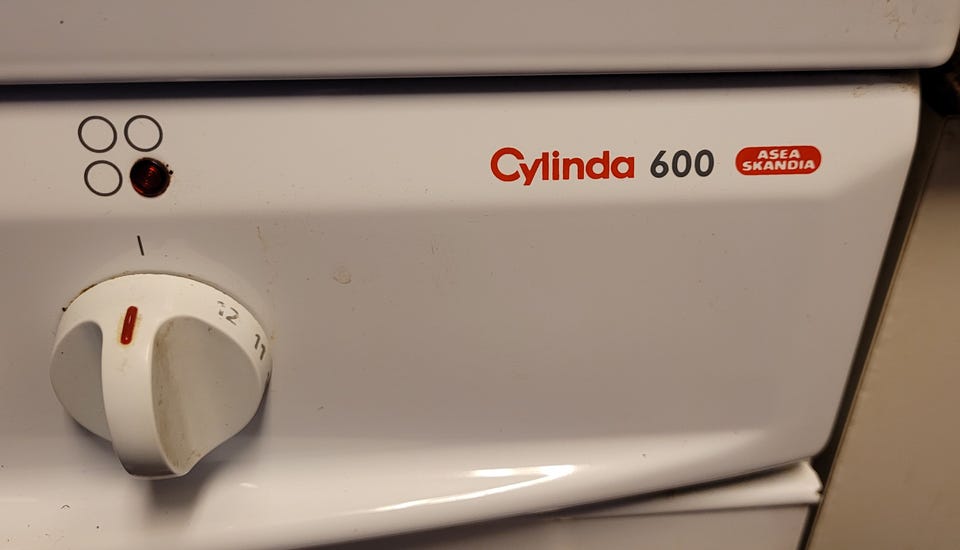 Cylinda 600
ASEA
SKANDIA
12
11